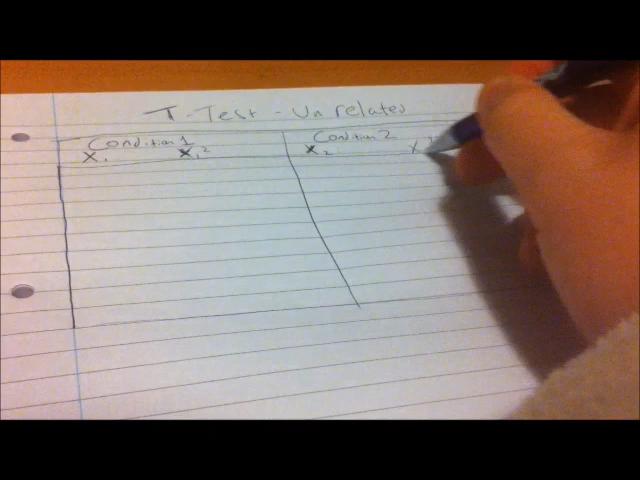 T-Test - Unrelated
Condition 1 Condition 2
X₁ X₁² X₂ X